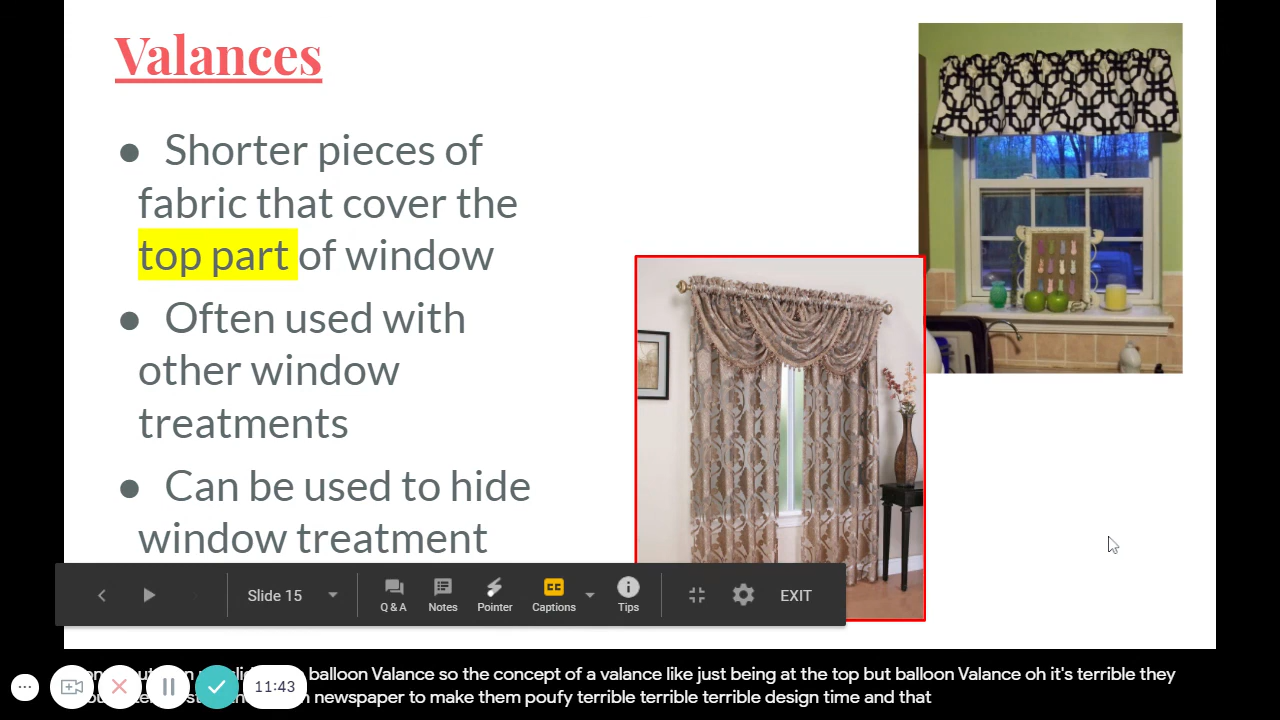 Valances
● Shorter pieces of
fabric that cover the
top part of window
● Often used with
other window
treatments
● Can be used to hide
window treatment
Slide 15
Q & A
Notes
Pointer
CC
Captions
Tips
EXIT
balloon Valance so the concept of a valance like just being at the top but balloon Valance oh it's terrible they
11:43
newspaper to make them poufy terrible terrible terrible design time and that